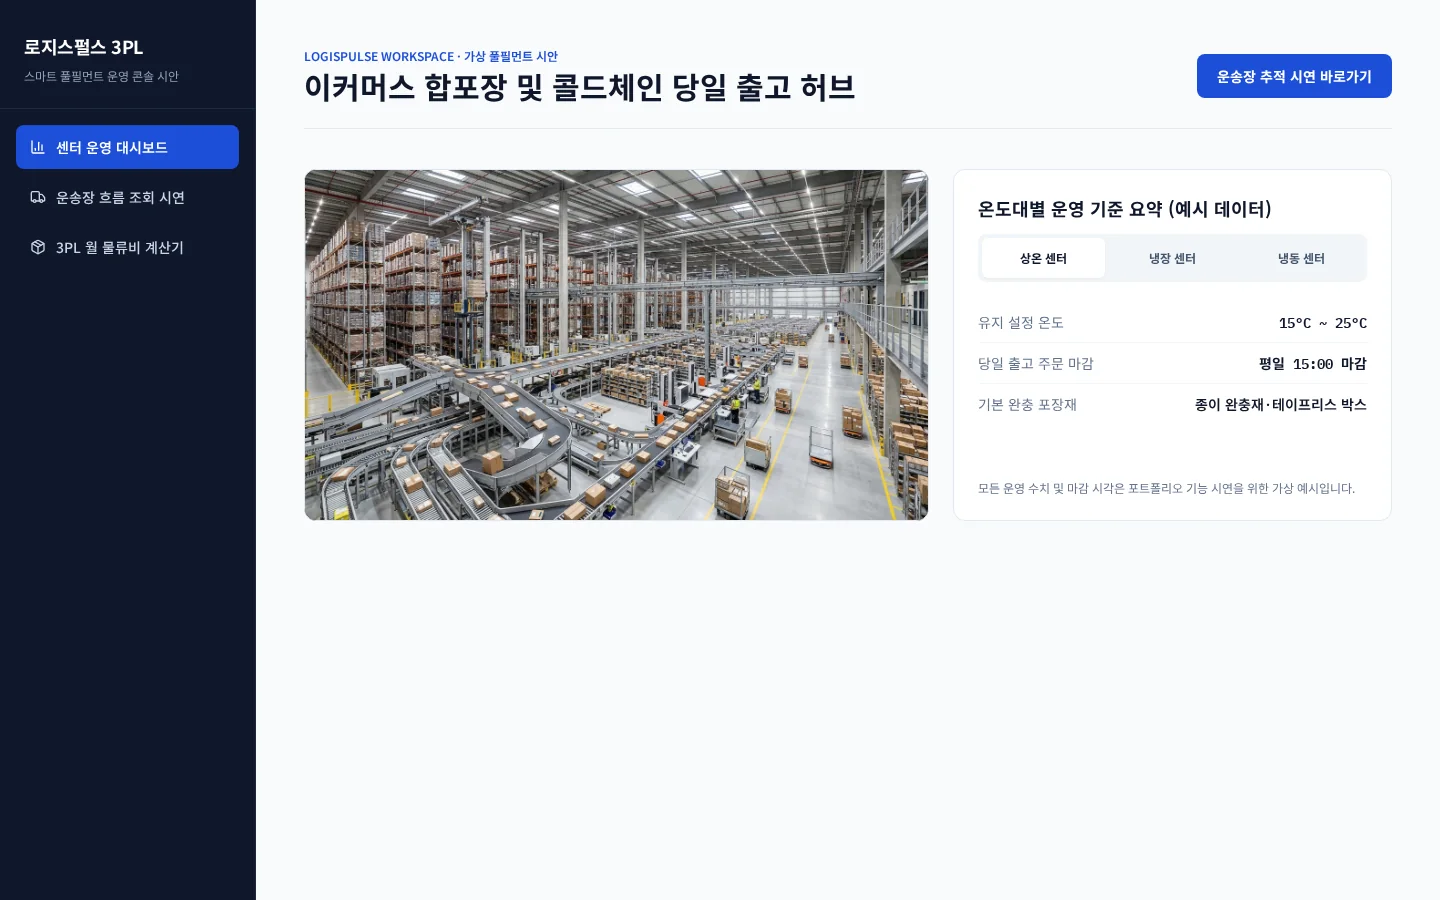 로지스펄스 3PL
스마트 풀필먼트 운영 콘솔 시안
센터 운영 대시보드
운송장 흐름 조회 시연
3PL 월 물류비 계산기
LOGISPULSE WORKSPACE · 가상 풀필먼트 시안
이커머스 합포장 및 콜드체인 당일 출고 허브
운송장 추적 시연 바로가기
온도대별 운영 기준 요약 (예시 데이터)
상온 센터 냉장 센터 냉동 센터
유지 설정 온도 15°C ~ 25°C
당일 출고 주문 마감 평일 15:00 마감
기본 완충 포장재 종이 완충재·테이프리스 박스
모든 운영 수치 및 마감 시각은 포트폴리오 기능 시연을 위한 가상 예시입니다.